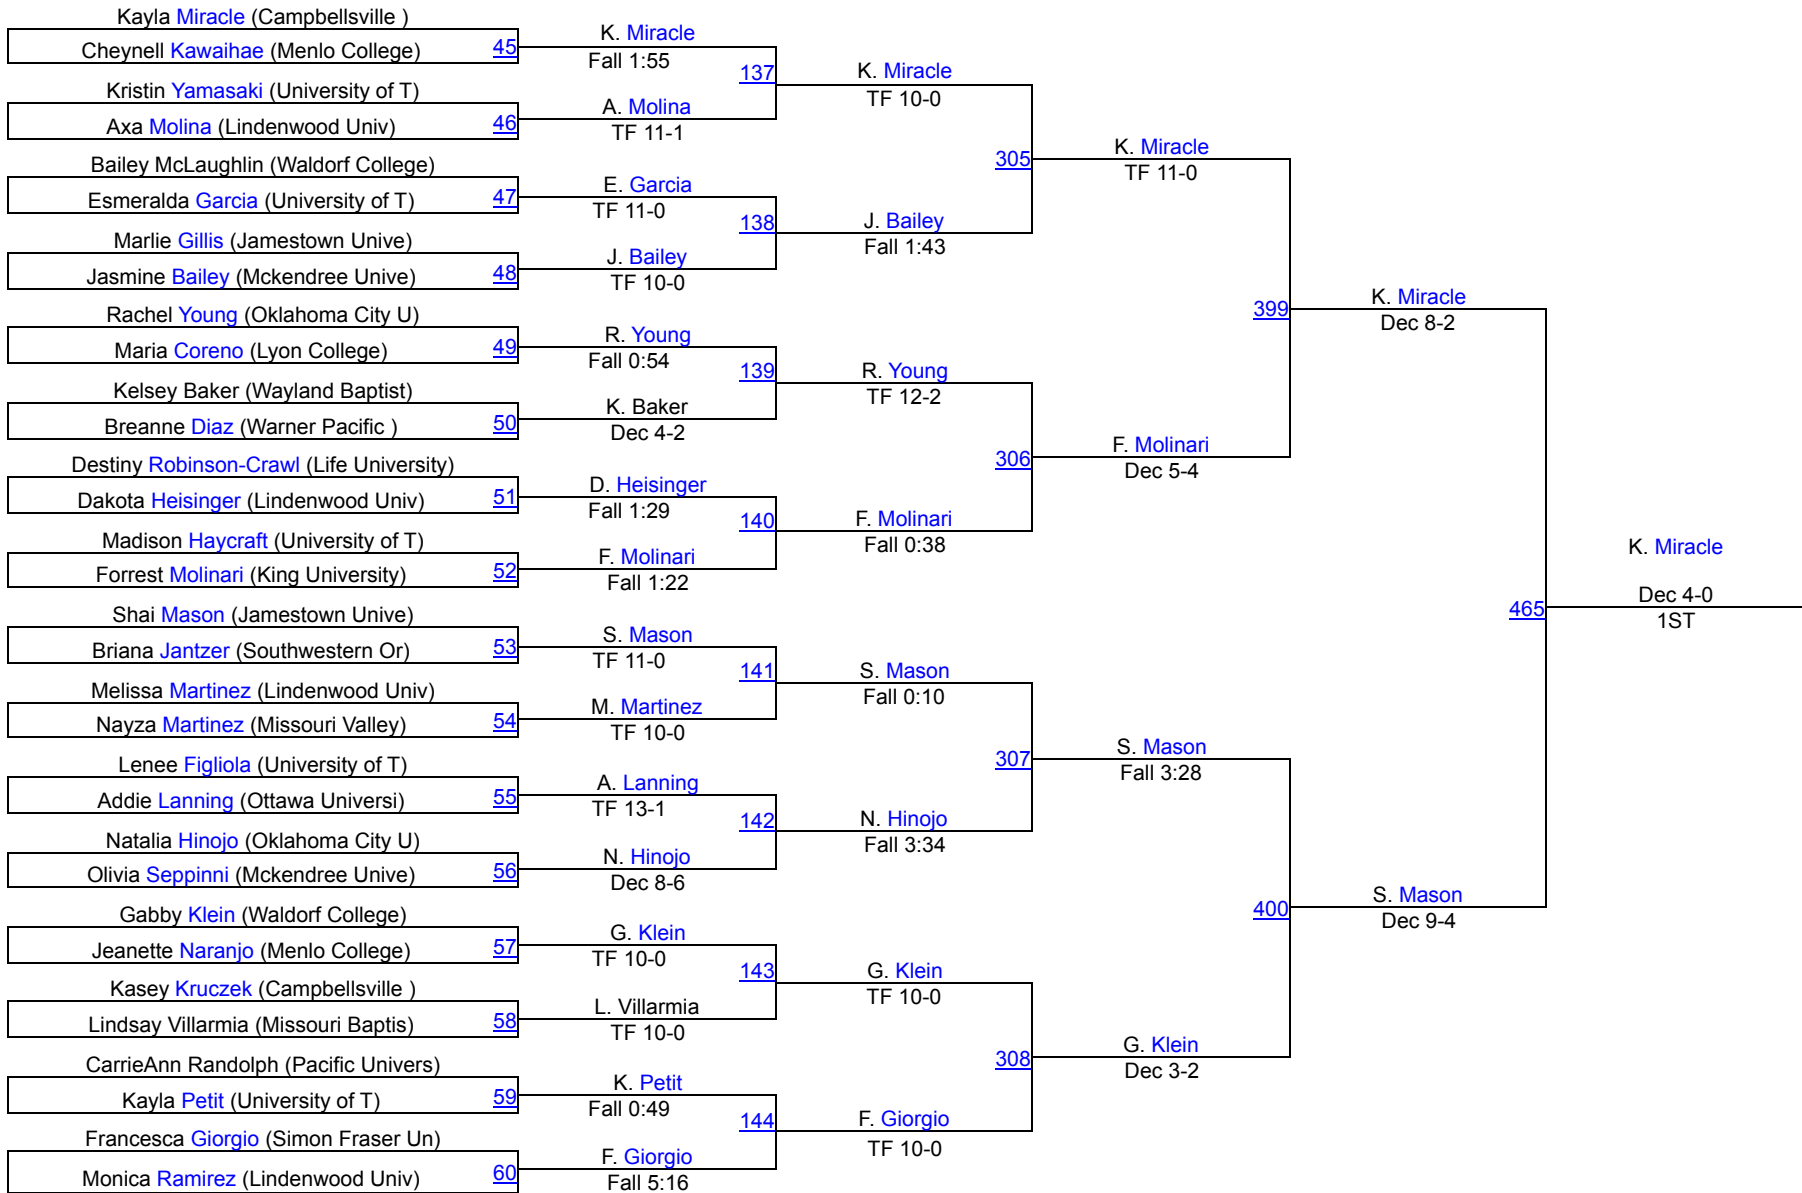 Kayla Miracle (Campbellsville )
Cheynell Kawaihae (Menlo College)
45
Kristin Yamasaki (University of T)
Axa Molina (Lindenwood Univ)
46
Bailey McLaughlin (Waldorf College)
Esmeralda Garcia (University of T)
47
Marlie Gillis (Jamestown Unive)
Jasmine Bailey (Mckendree Unive)
48
Rachel Young (Oklahoma City U)
Maria Coreno (Lyon College)
49
Kelsey Baker (Wayland Baptist)
Breanne Diaz (Warner Pacific )
50
Destiny Robinson-Crawl (Life University)
Dakota Heisinger (Lindenwood Univ)
51
Madison Haycraft (University of T)
Forrest Molinari (King University)
52
Shai Mason (Jamestown Unive)
Briana Jantzer (Southwestern Or)
53
Melissa Martinez (Lindenwood Univ)
Nayza Martinez (Missouri Valley)
54
Lenee Figliola (University of T)
Addie Lanning (Ottawa Universi)
55
Natalia Hinojo (Oklahoma City U)
Olivia Seppinni (Mckendree Unive)
56
Gabby Klein (Waldorf College)
Jeanette Naranjo (Menlo College)
57
Kasey Kruczek (Campbellsville )
Lindsay Villarmia (Missouri Baptis)
58
CarrieAnn Randolph (Pacific Univers)
Kayla Petit (University of T)
59
Francesca Giorgio (Simon Fraser Un)
Monica Ramirez (Lindenwood Univ)
60
K. Miracle
Fall 1:55
137
A. Molina
TF 11-1
E. Garcia
TF 11-0
138
J. Bailey
TF 10-0
R. Young
Fall 0:54
139
K. Baker
Dec 4-2
D. Heisinger
Fall 1:29
140
F. Molinari
Fall 1:22
S. Mason
TF 11-0
141
M. Martinez
TF 10-0
A. Lanning
TF 13-1
142
N. Hinojo
Dec 8-6
G. Klein
TF 10-0
143
L. Villarmia
TF 10-0
K. Petit
Fall 0:49
144
F. Giorgio
Fall 5:16
K. Miracle
TF 10-0
305
J. Bailey
Fall 1:43
R. Young
TF 12-2
306
F. Molinari
Fall 0:38
S. Mason
Fall 0:10
307
N. Hinojo
Fall 3:34
G. Klein
TF 10-0
308
F. Giorgio
TF 10-0
K. Miracle
TF 11-0
399
F. Molinari
Dec 5-4
S. Mason
Fall 3:28
400
G. Klein
Dec 3-2
K. Miracle
Dec 8-2
465
S. Mason
Dec 9-4
K. Miracle
Dec 4-0
1ST